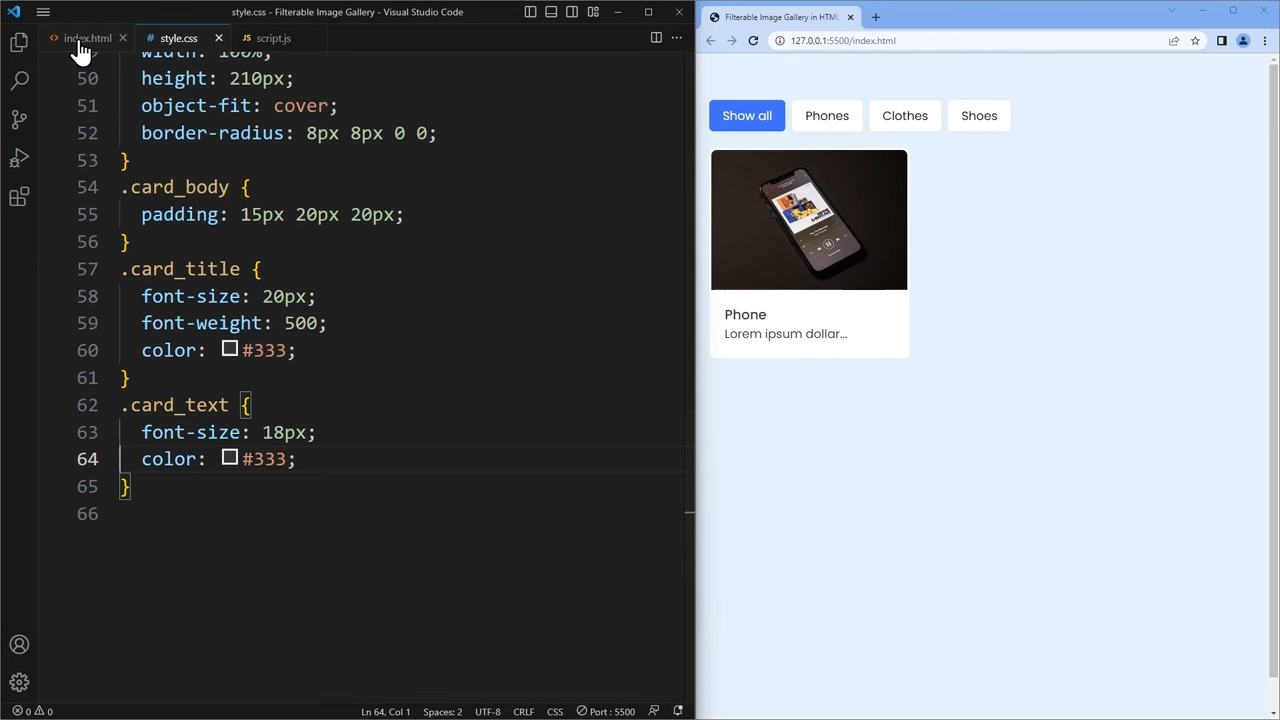 style.css - Filterable Image Gallery - Visual Studio Code
index.html
# style.css
JS script.js
width: 100%;
50 height: 210px;
51 object-fit: cover;
52 border-radius: 8px 8px 0 0;
53 }
54 .card_body {
55 padding: 15px 20px 20px;
56 }
57 .card_title {
58 font-size: 20px;
59 font-weight: 500;
60 color: #333;
61 }
62 .card_text {
63 font-size: 18px;
64 color: #333;
65 }
66
0 0
Ln 64, Col 1
Spaces: 2
UTF-8
CRLF
CSS
Port : 5500
Filterable Image Gallery in HTML
127.0.0.1:5500/index.html
Show all
Phones
Clothes
Shoes
Phone
Lorem ipsum dollar...